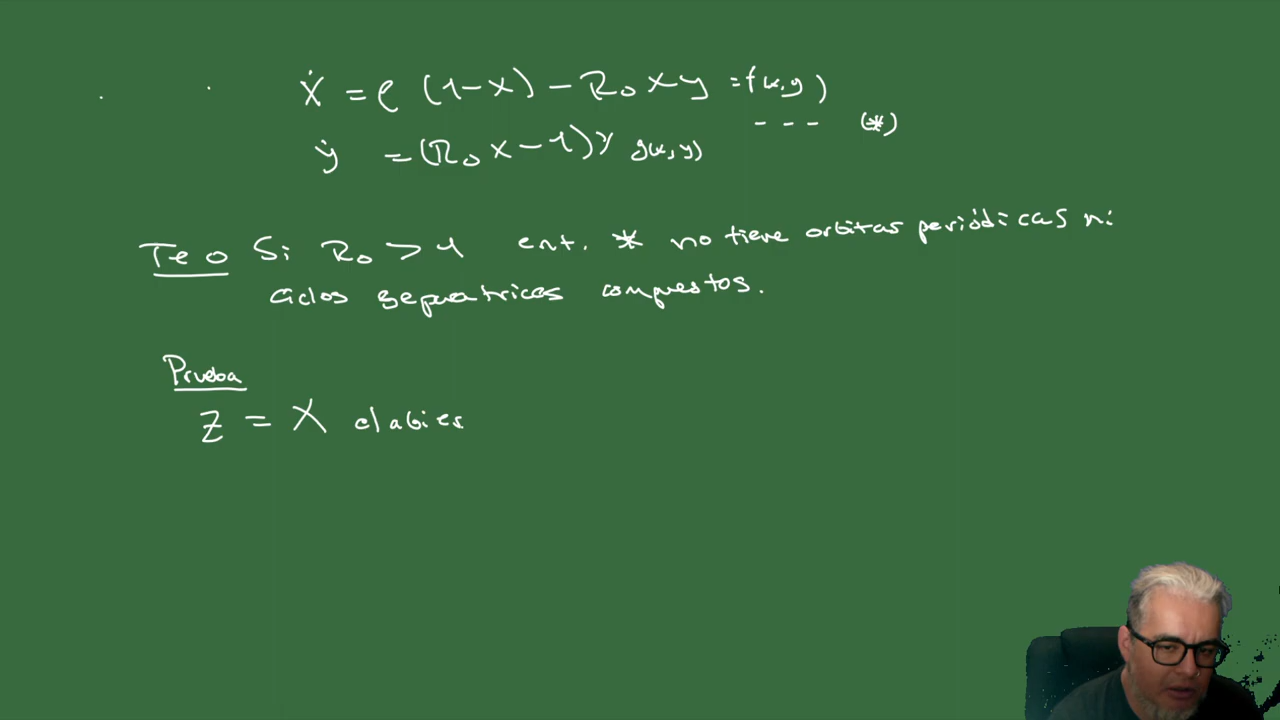 ẋ = ρ (1-x) - R₀ x y = f(x,y)
--- (*)
ẏ = (R₀ x - 1) y g(x,y)
Teo Si R₀ > 1 ent. * no tiene orbitas periódicas ni
ciclos separatrices compuestos.
Prueba
Z = X